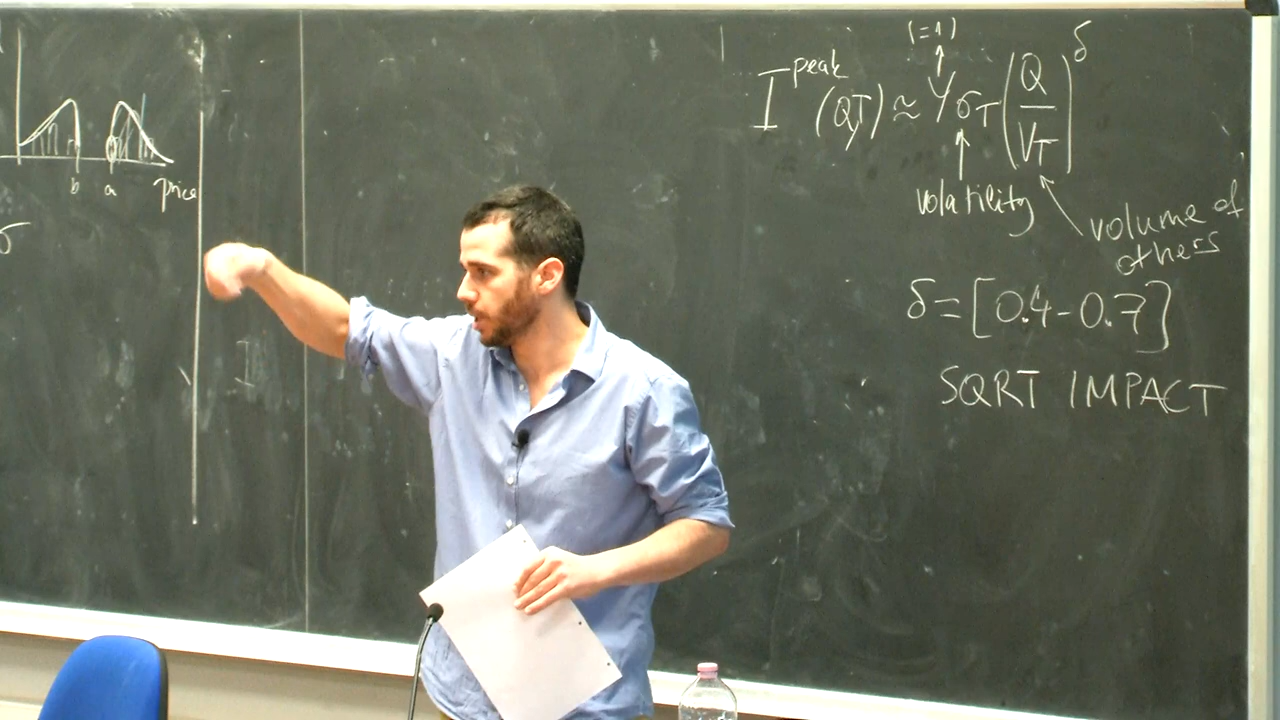 b a price
σ
(=1)
I^peak (Q,T) ≈ Y σ_T (Q/V_T)^δ
volatility
volume of
others
δ = [0.4 - 0.7]
SQRT IMPACT